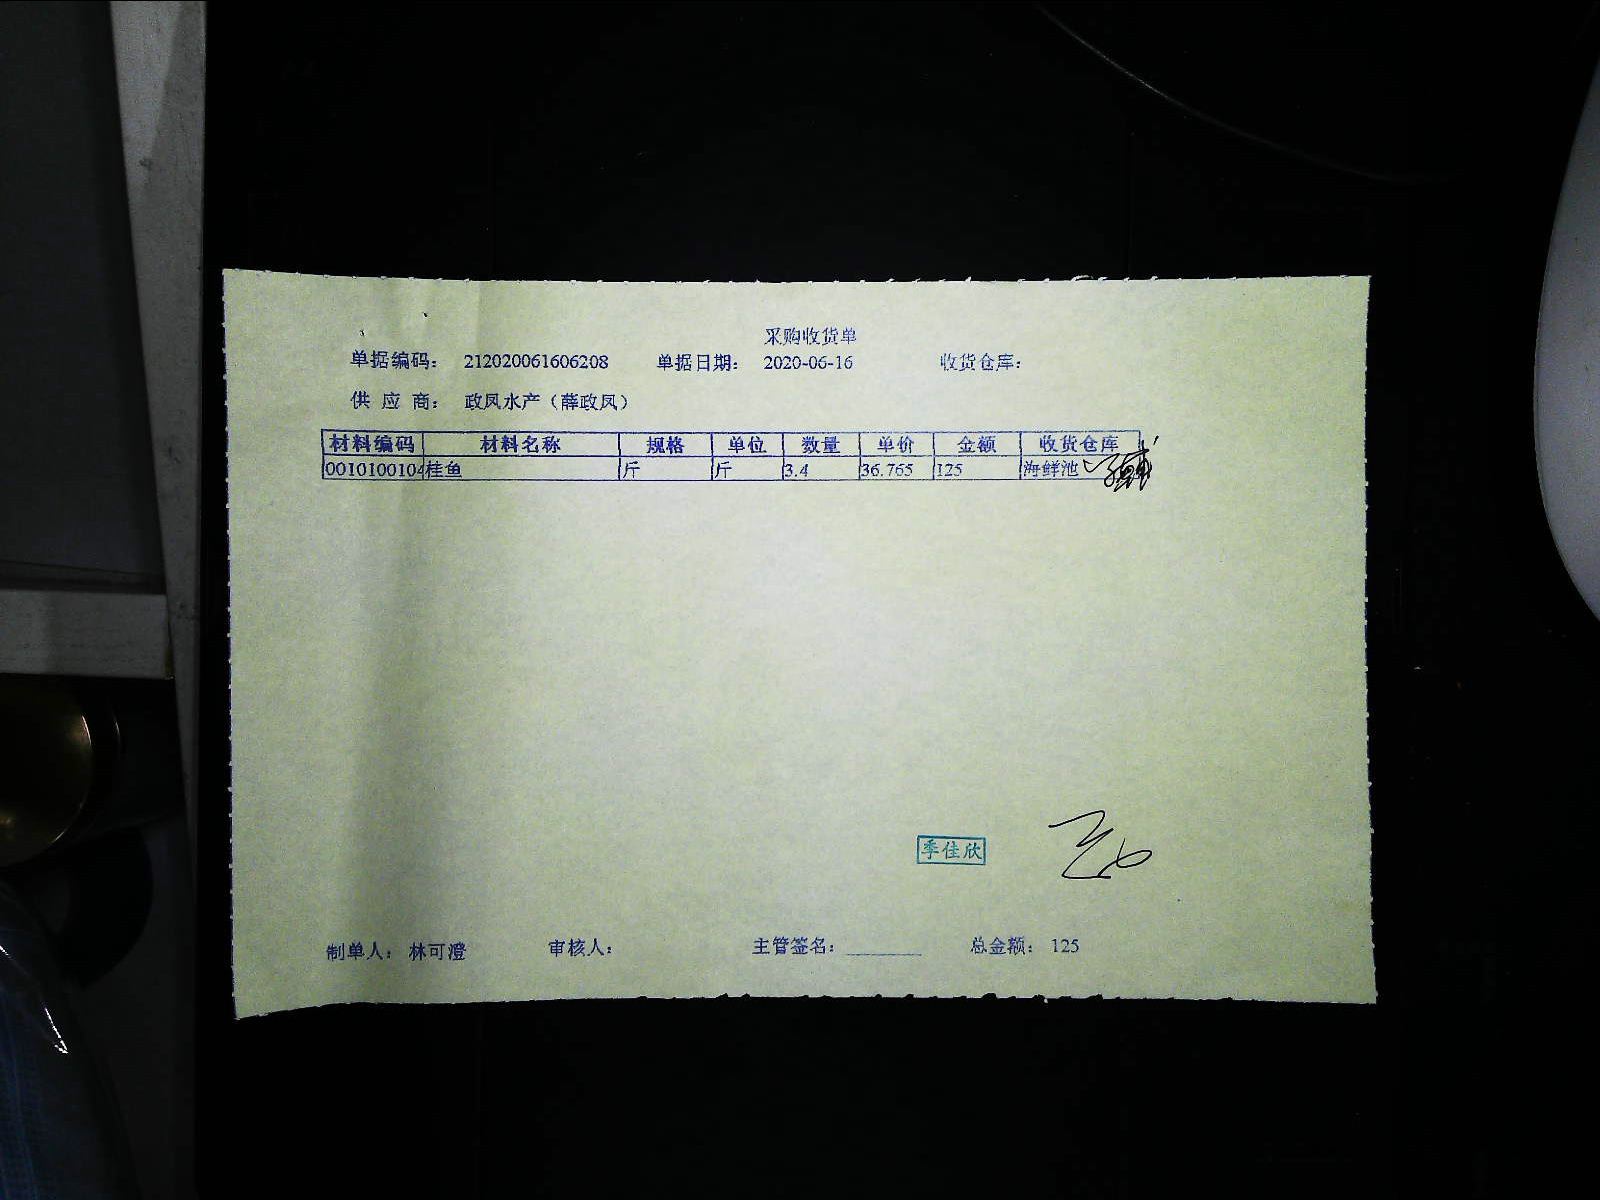 采购收货单
单据编码： 212020061606208 单据日期： 2020-06-16 收货仓库：
供 应 商： 政凤水产（薛政凤）
材料编码 材料名称 规格 单位 数量 单价 金额 收货仓库
0010100104 桂鱼 斤 斤 3.4 36.765 125 海鲜池
季佳欣
制单人： 林可澄 审核人： 主管签名：________ 总金额： 125